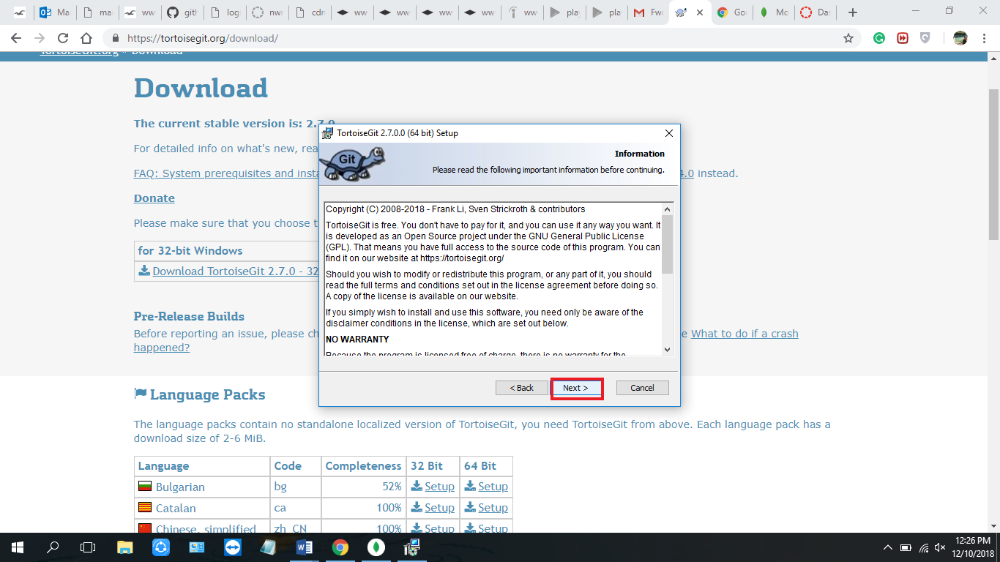 Ma
ma
ww
gith
log
nwr
cdn
ww
ww
ww
ww
ww
play
pla
Fwd
Goo
Mo
Das
https://tortoisegit.org/download/
TortoiseGit.org
Download
Download
The current stable version is: 2.7.0
For detailed info on what's new, rea
FAQ: System prerequisites and insta
4.0 instead.
Donate
Please make sure that you choose t
for 32-bit Windows
Download TortoiseGit 2.7.0 - 32
Pre-Release Builds
Before reporting an issue, please ch
e What to do if a crash
happened?
TortoiseGit 2.7.0.0 (64 bit) Setup
Git
Information
Please read the following important information before continuing.
Copyright (C) 2008-2018 - Frank Li, Sven Strickroth & contributors
TortoiseGit is free. You don't have to pay for it, and you can use it any way you want. It
is developed as an Open Source project under the GNU General Public License
(GPL). That means you have full access to the source code of this program. You can
find it on our website at https://tortoisegit.org/
Should you wish to modify or redistribute this program, or any part of it, you should
read the full terms and conditions set out in the license agreement before doing so.
A copy of the license is available on our website.
If you simply wish to install and use this software, you need only be aware of the
disclaimer conditions in the license, which are set out below.
NO WARRANTY
Because the program is licensed free of charge, there is no warranty for the
< Back
Next >
Cancel
Language Packs
The language packs contain no standalone localized version of TortoiseGit, you need TortoiseGit from above. Each language pack has a
download size of 2-6 MiB.
Language Code Completeness 32 Bit 64 Bit
Bulgarian bg 52% Setup Setup
Catalan ca 100% Setup Setup
Chinese, simplified zh_CN 100% Setup Setup
12:26 PM
12/10/2018